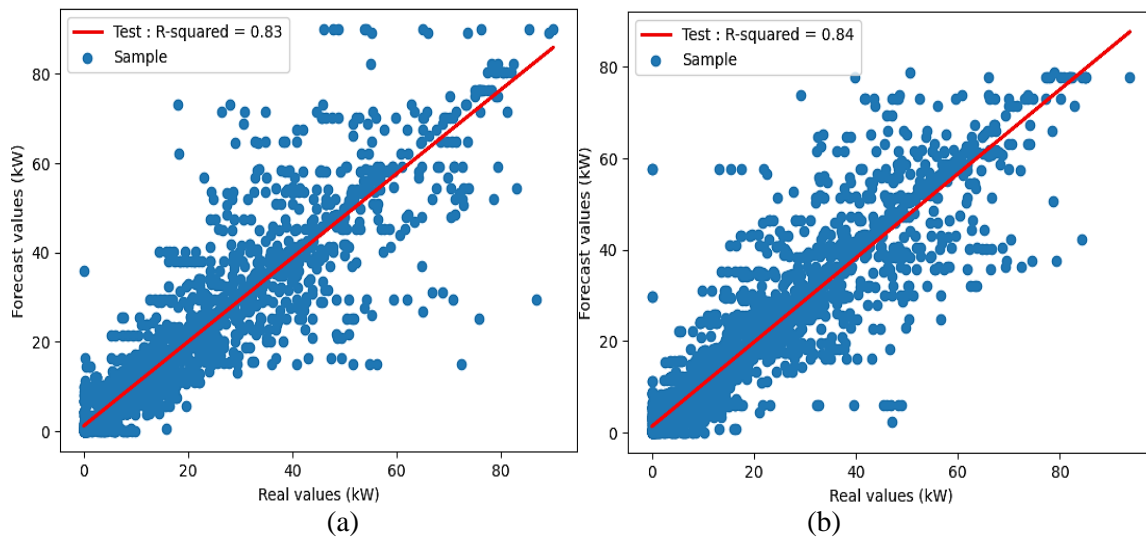 Test : R-squared = 0.83
Sample
80
60
40
20
0
Forecast values (kW)
0 20 40 60 80
Real values (kW)
(a)
Test : R-squared = 0.84
Sample
80
60
40
20
0
Forecast values (kW)
0 20 40 60 80
Real values (kW)
(b)